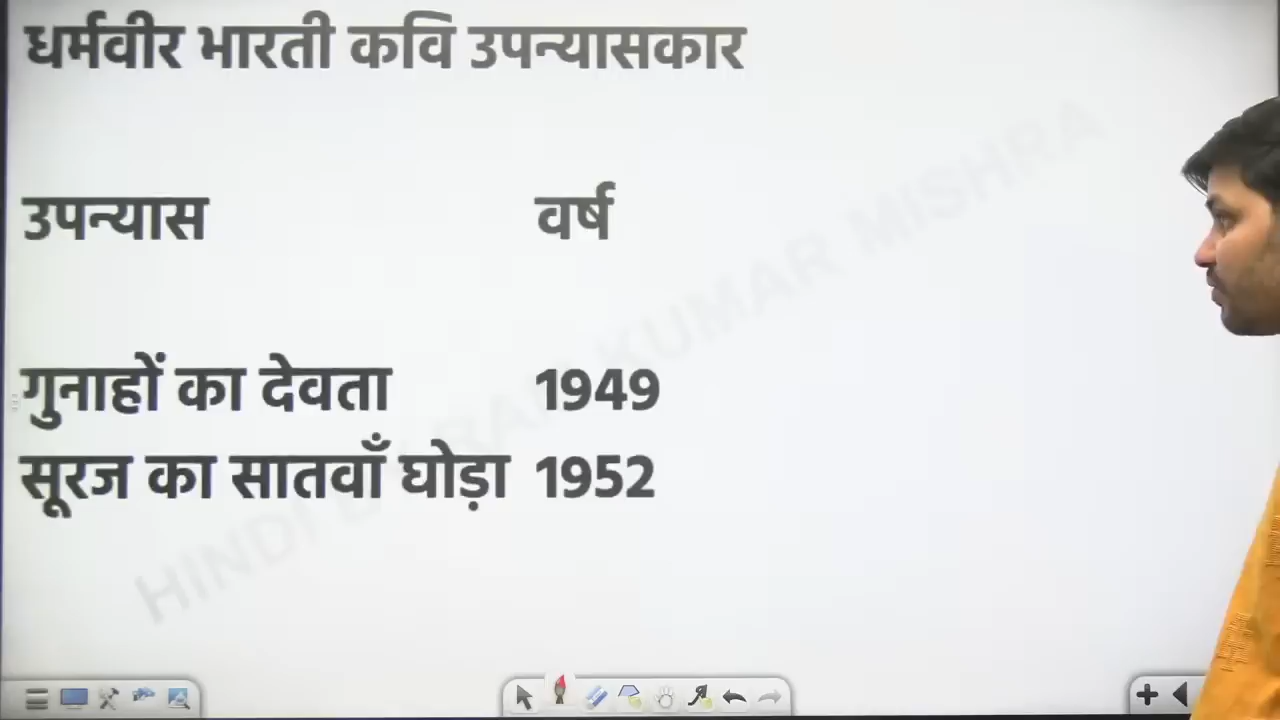 धर्मवीर भारती कवि उपन्यासकार
उपन्यास वर्ष
गुनाहों का देवता 1949
सूरज का सातवाँ घोड़ा 1952